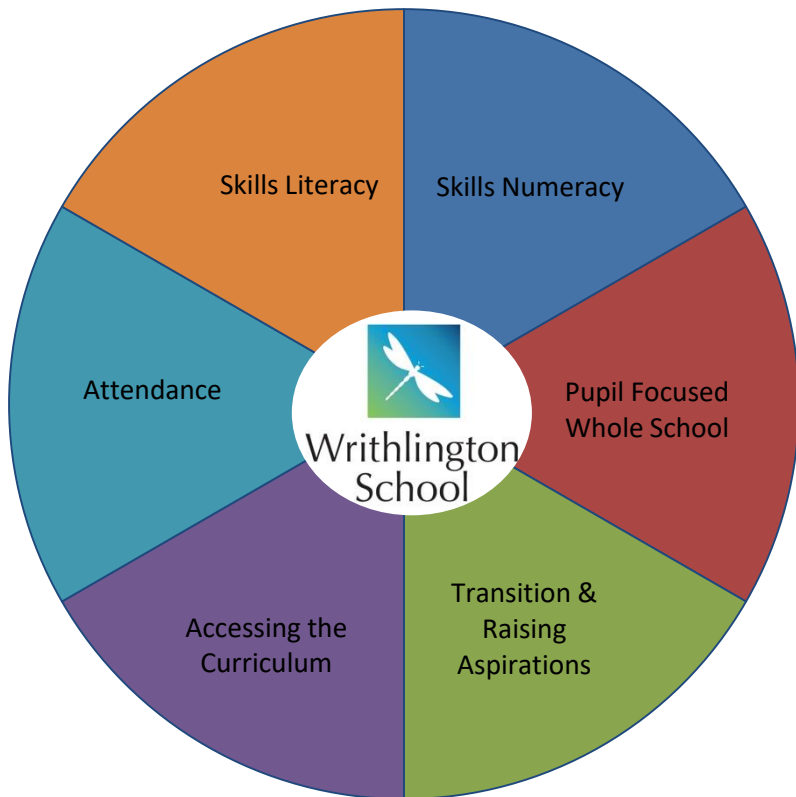 Skills Literacy
Skills Numeracy
Attendance
Pupil Focused
Whole School
Writhlington
School
Accessing the
Curriculum
Transition &
Raising
Aspirations